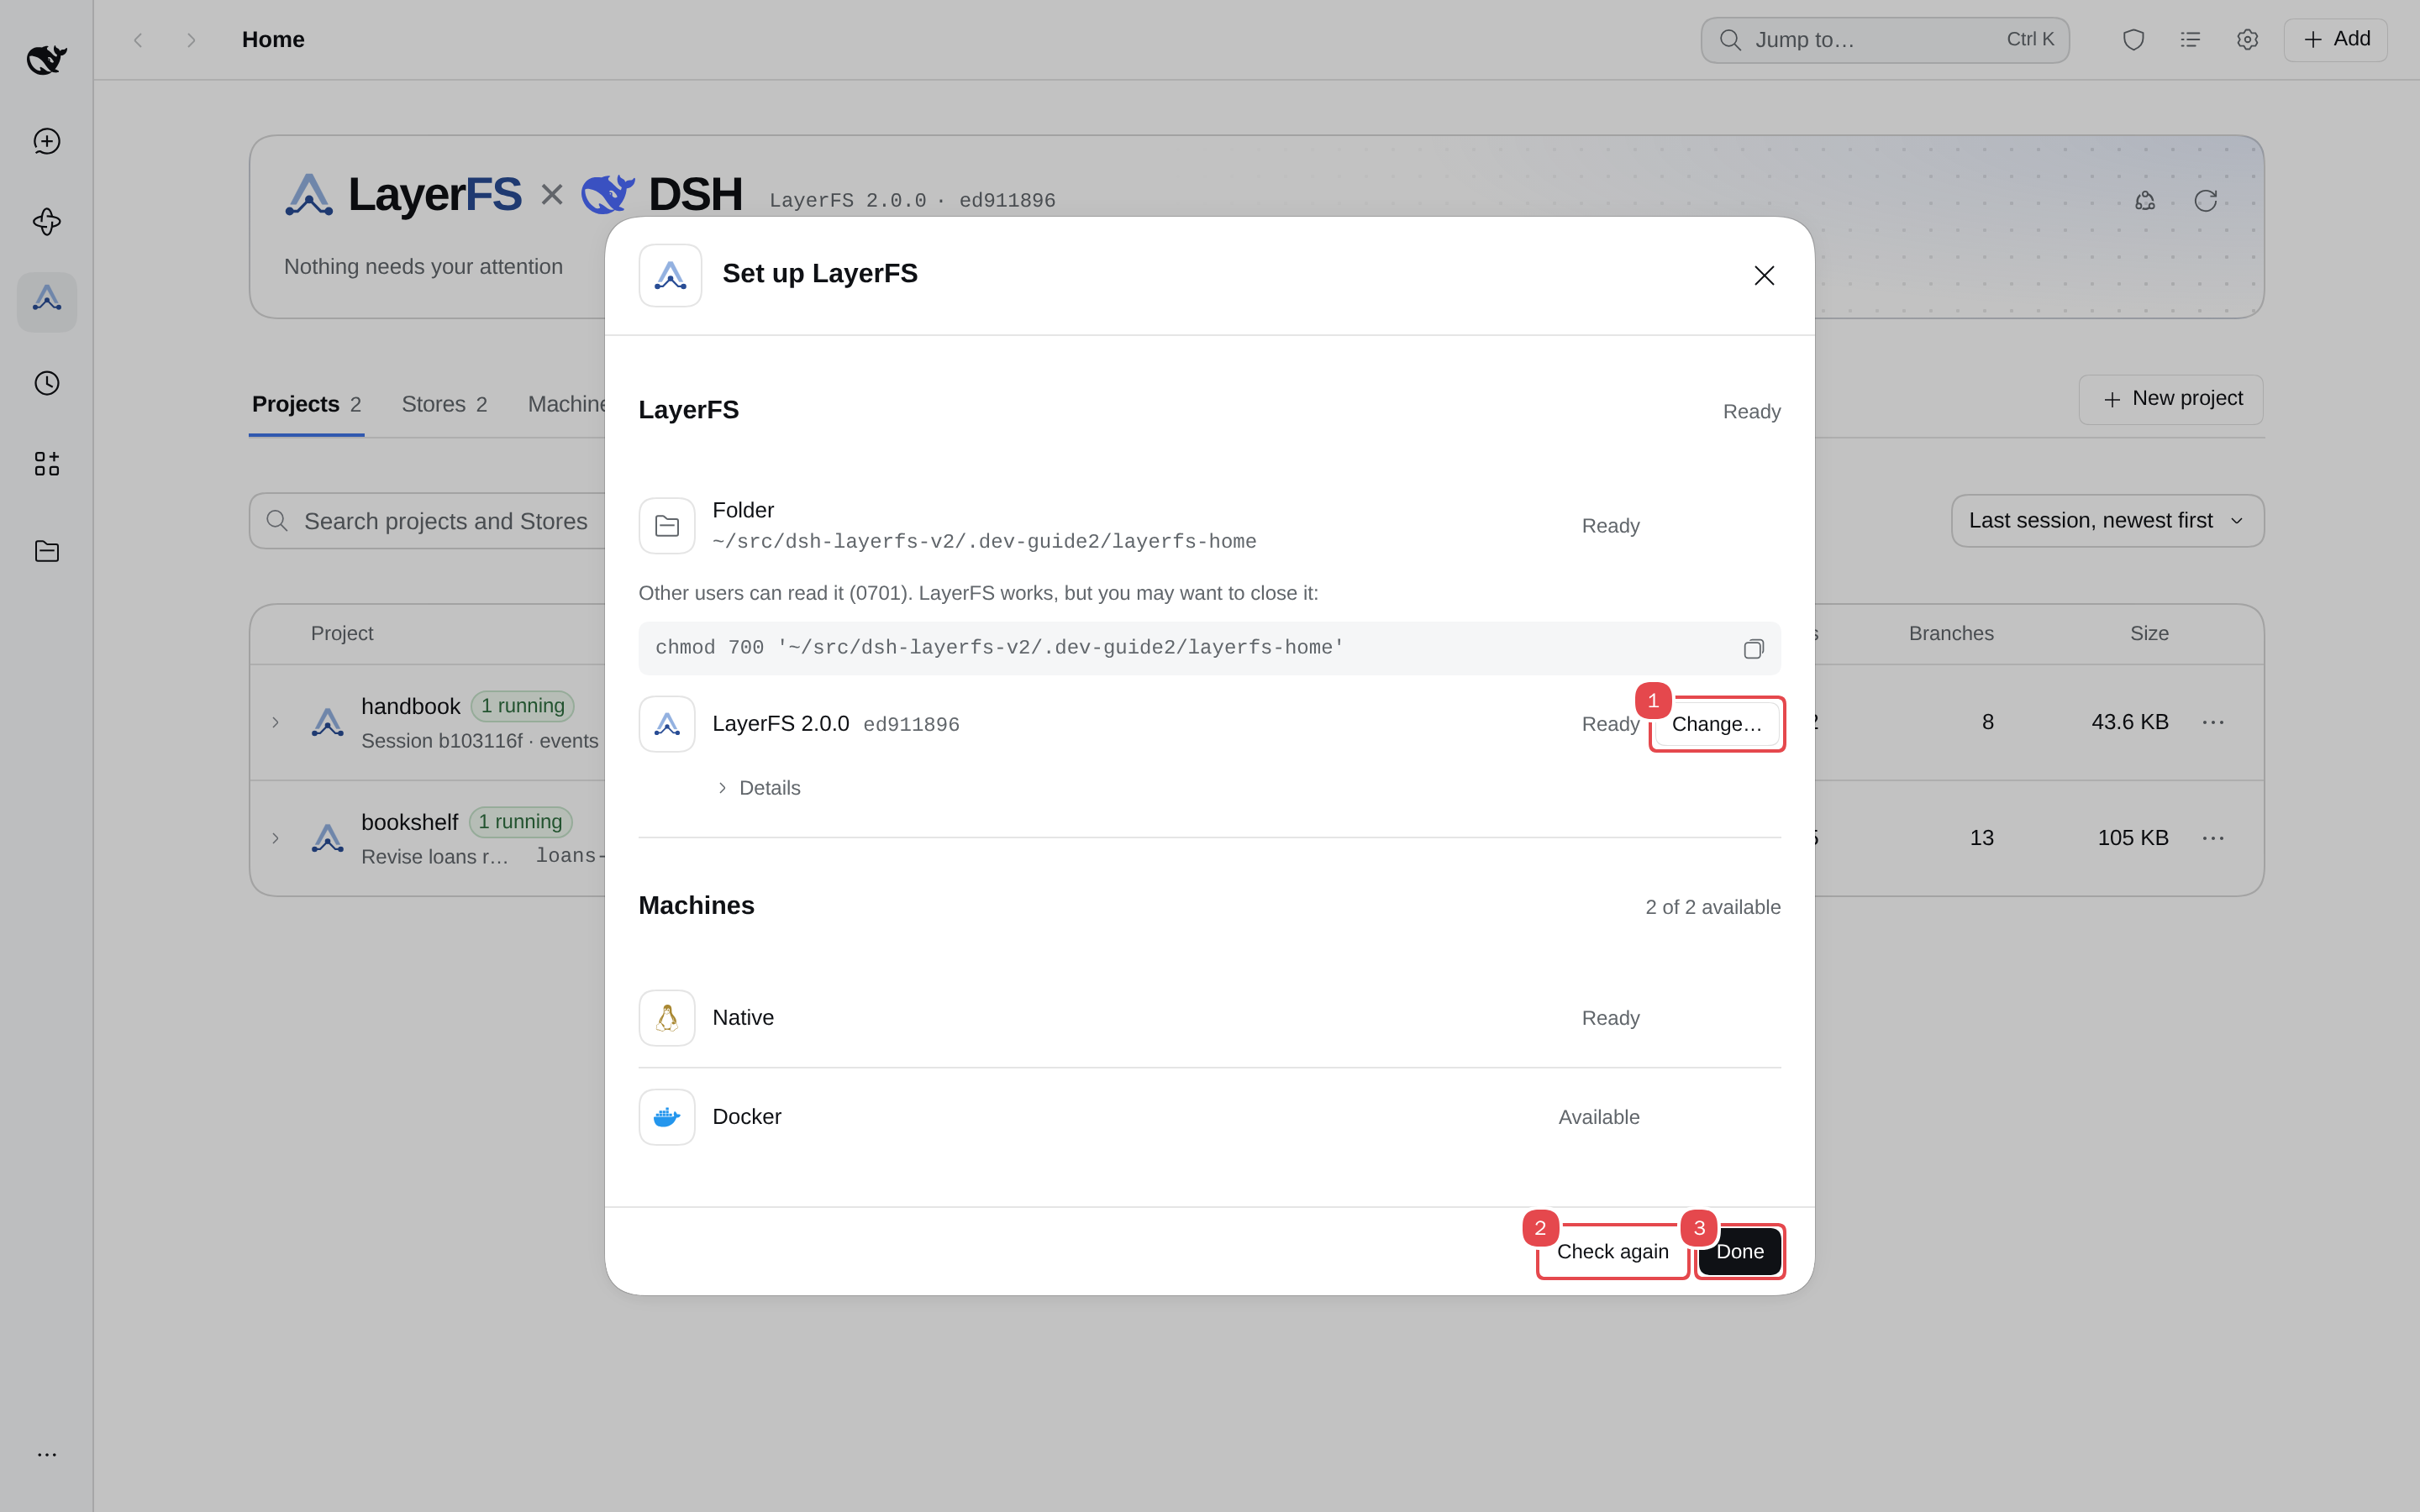 Home
Jump to…
Ctrl K
Add
LayerFS × DSH LayerFS 2.0.0 · ed911896
Nothing needs your attention
Set up LayerFS
LayerFS
Ready
Projects 2
Stores 2
Machine
New project
Folder
~/src/dsh-layerfs-v2/.dev-guide2/layerfs-home
Ready
Search projects and Stores
Last session, newest first
Other users can read it (0701). LayerFS works, but you may want to close it:
chmod 700 '~/src/dsh-layerfs-v2/.dev-guide2/layerfs-home'
Project
Branches
Size
handbook 1 running
Session b103116f · events
8
43.6 KB
LayerFS 2.0.0 ed911896
Ready
1
Change…
Details
bookshelf 1 running
Revise loans r… loans-
13
105 KB
Machines
2 of 2 available
Native
Ready
Docker
Available
2
Check again
3
Done